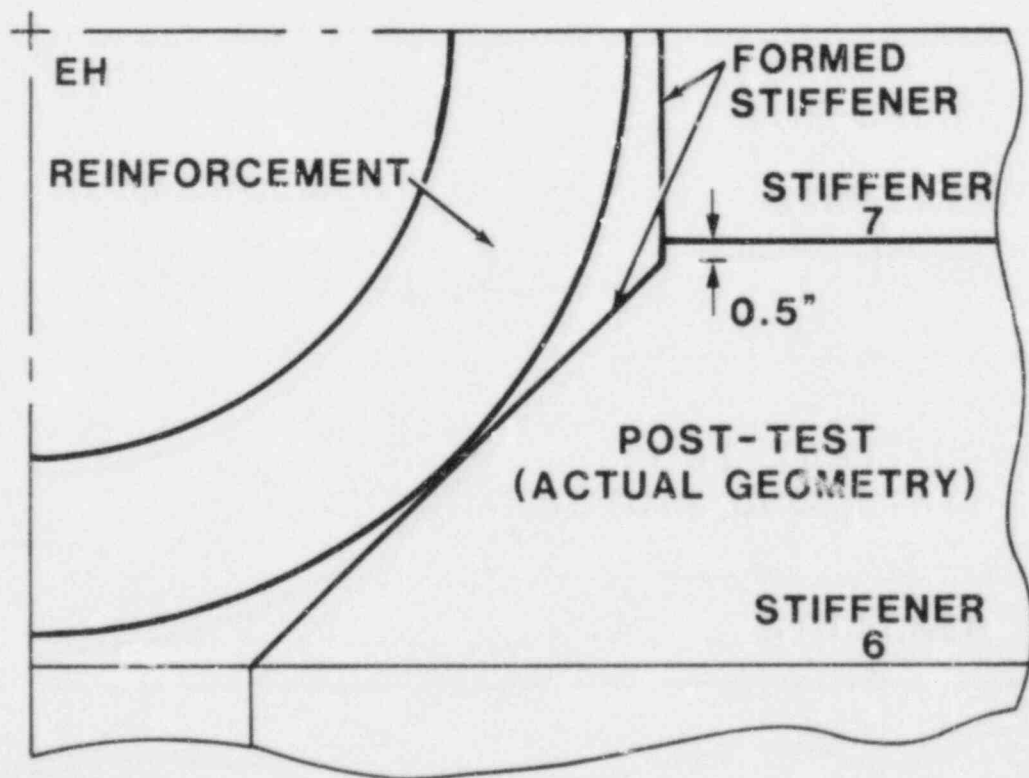 EH
FORMED
STIFFENER
REINFORCEMENT
STIFFENER
7
0.5"
POST-TEST
(ACTUAL GEOMETRY)
STIFFENER
6